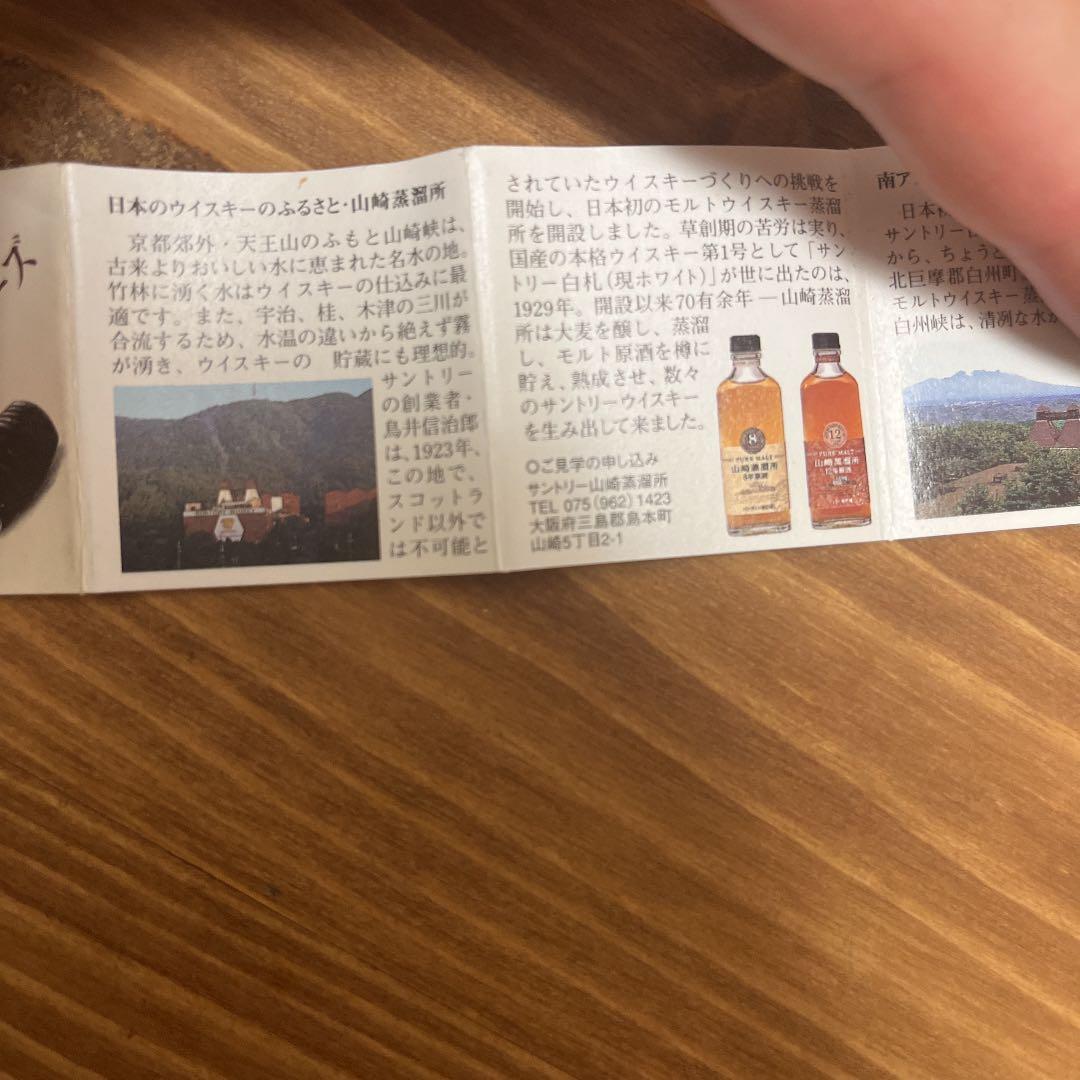 ズ
日本のウイスキーのふるさと・山崎蒸溜所
京都郊外・天王山のふもと山崎峡は、
古来よりおいしい水に恵まれた名水の地。
竹林に湧く水はウイスキーの仕込みに最
適です。また、宇治、桂、木津の三川が
合流するため、水温の違いから絶えず霧
が湧き、ウイスキーの 貯蔵にも理想的。
サントリー
の創業者・
鳥井信治郎
は、1923年、
この地で、
スコットラ
ンド以外で
は不可能と
されていたウイスキーづくりへの挑戦を
開始し、日本初のモルトウイスキー蒸溜
所を開設しました。草創期の苦労は実り、
国産の本格ウイスキー第1号として「サン
トリー白札(現ホワイト)」が世に出たのは、
1929年。開設以来70有余年―山崎蒸溜
所は大麦を醸し、蒸溜
し、モルト原酒を樽に
貯え、熟成させ、数々
のサントリーウイスキー
を生み出して来ました。
○ご見学の申し込み
サントリー山崎蒸溜所
TEL 075(962)1423
大阪府三島郡島本町
山崎5丁目2-1
8
PURE MALT
山崎蒸溜所
12
PURE MALT
山崎蒸溜所
南ア
日本
サントリー
から、ちょうと
北巨摩郡白州町
モルトウイスキー蒸
白州峡は、清冽な水か